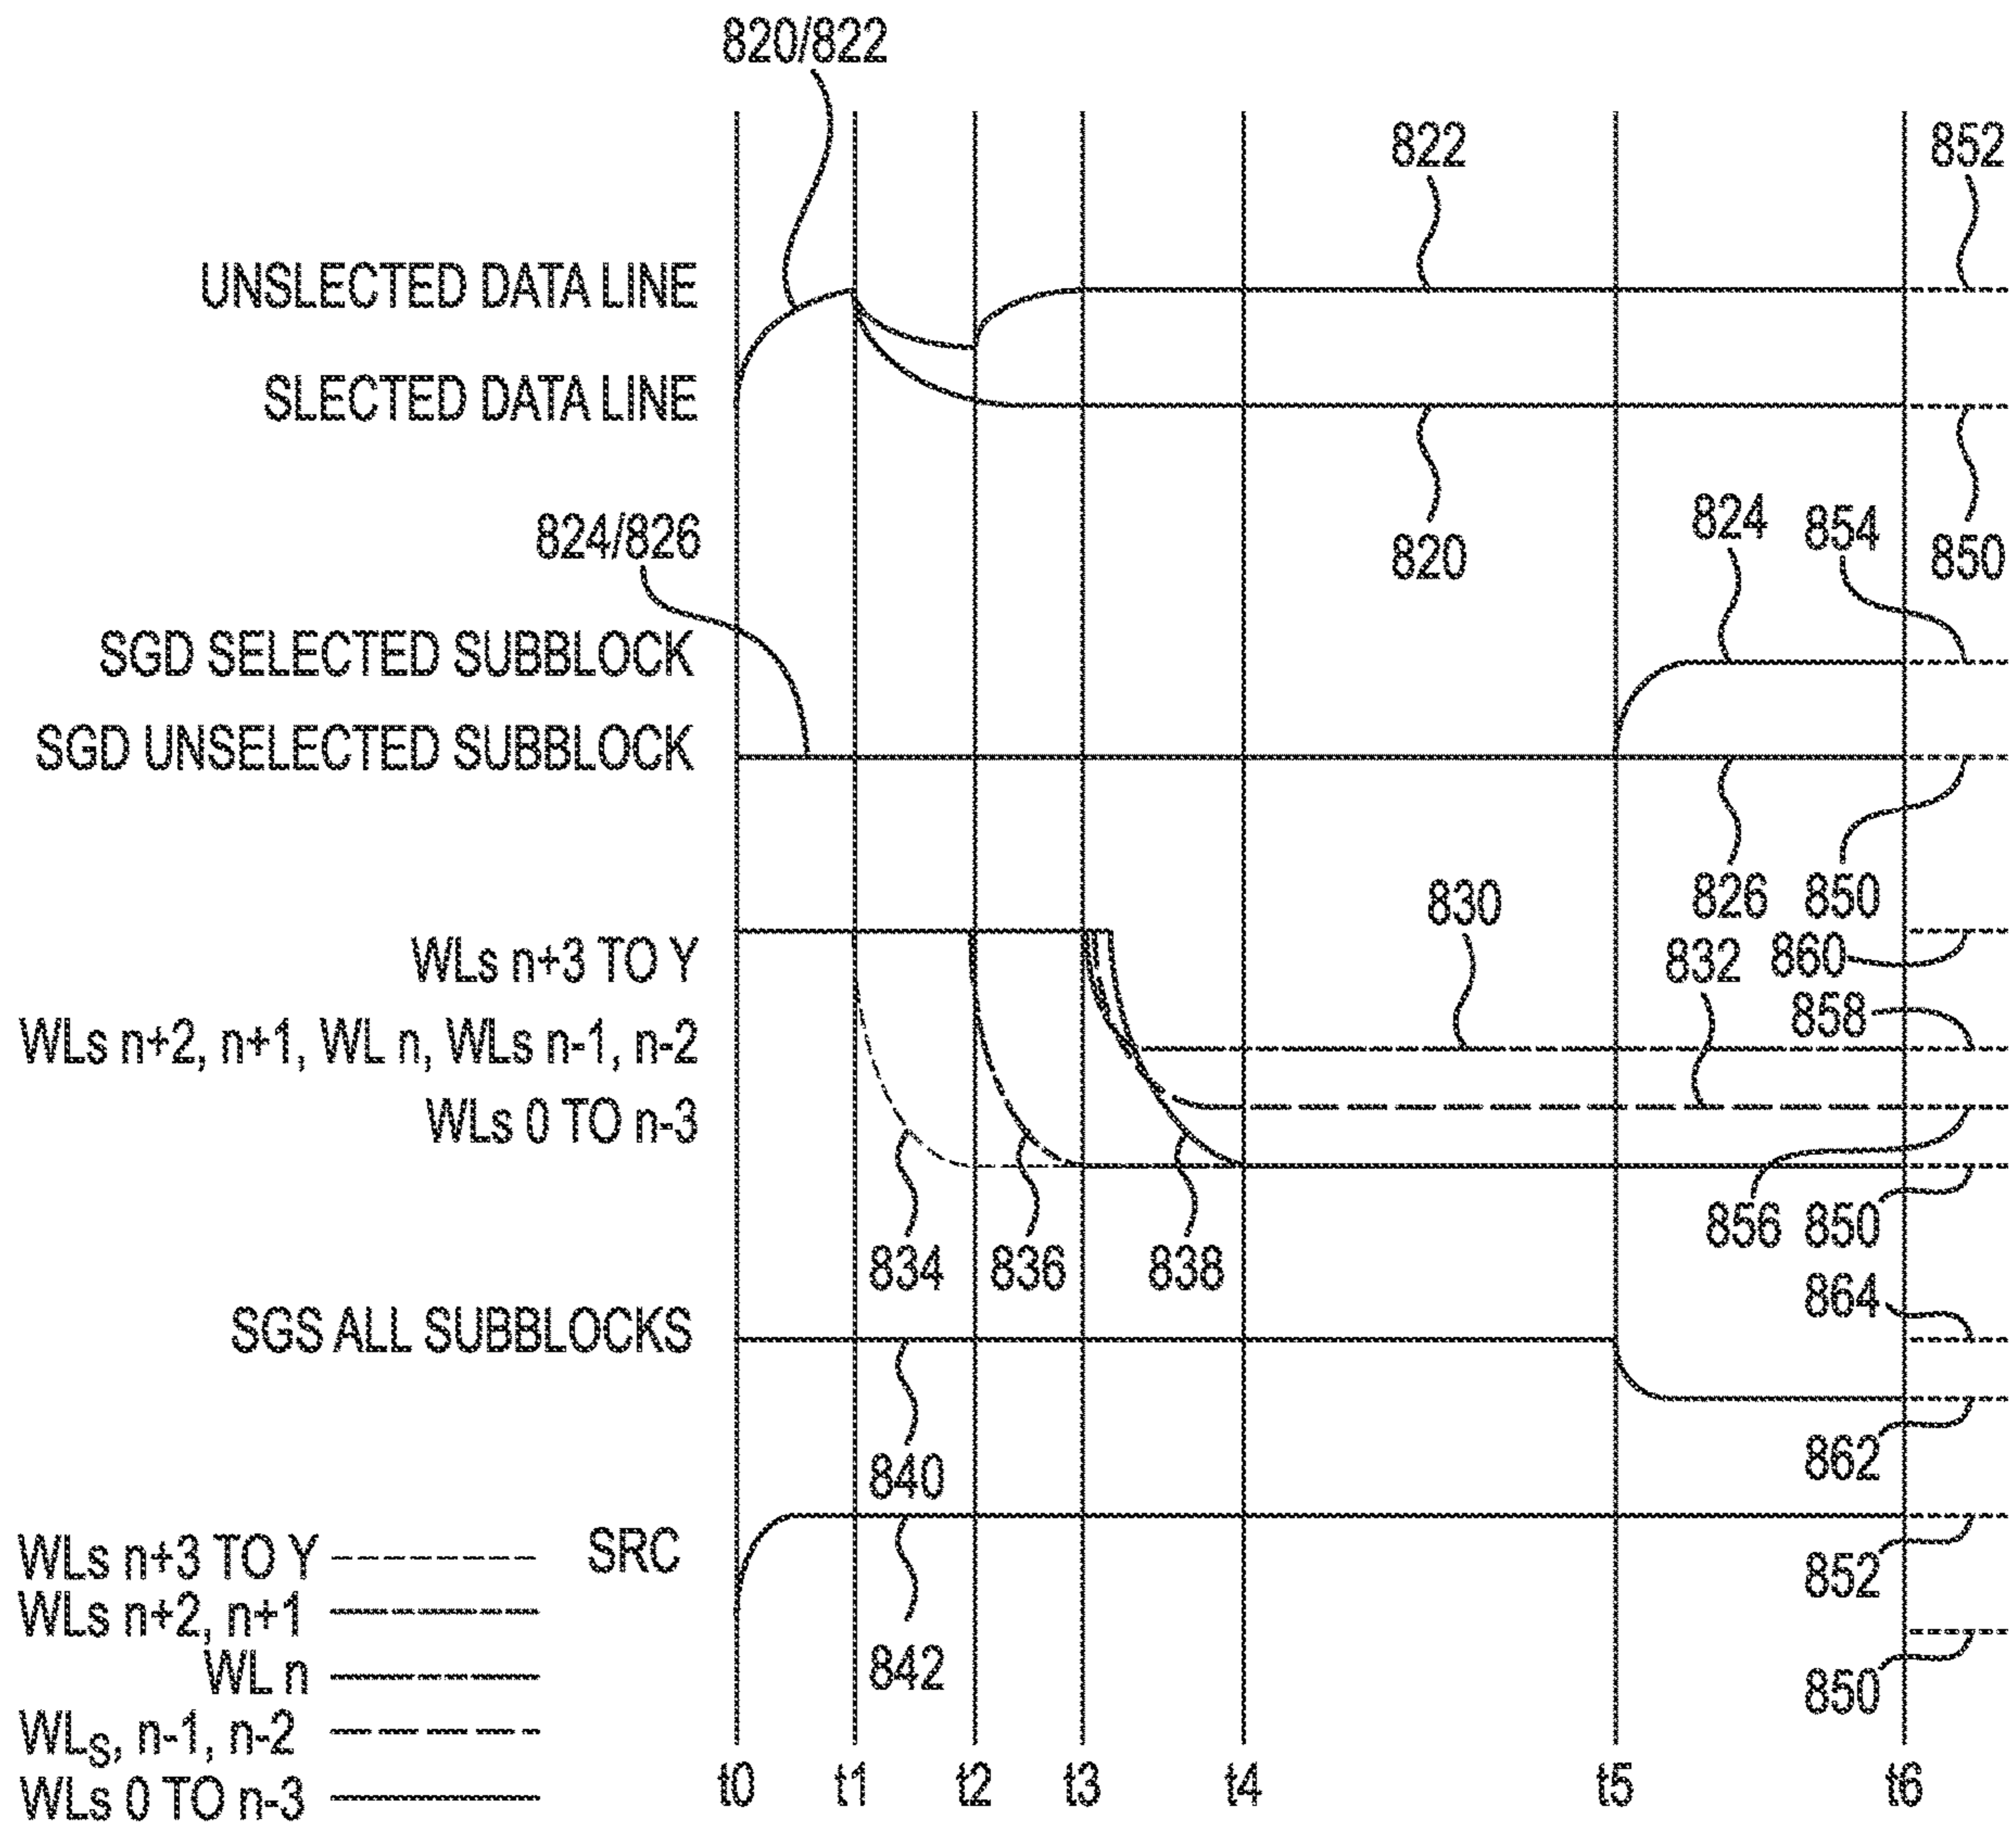 820/822
822
852
UNSLECTED DATA LINE
SLECTED DATA LINE
824/826
820
824
854
850
SGD SELECTED SUBBLOCK
SGD UNSELECTED SUBBLOCK
826
850
830
832
860
WLs n+3 TO Y
858
WLs n+2, n+1, WL n, WLs n-1, n-2
WLs 0 TO n-3
834
836
838
856
850
864
SGS ALL SUBBLOCKS
840
862
SRC
842
852
850
WLs n+3 TO Y
WLs n+2, n+1
WL n
WLS, n-1, n-2
WLs 0 TO n-3
t0
t1
t2
t3
t4
t5
t6